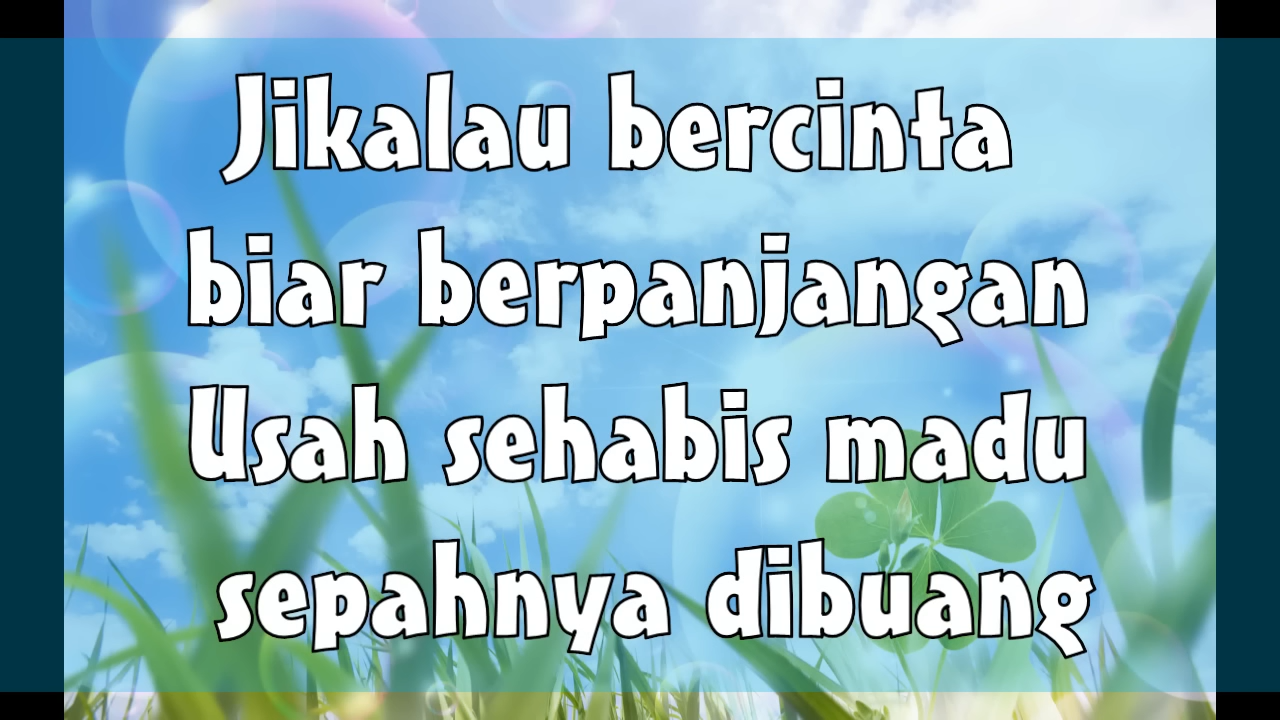 Jikalau bercinta
biar berpanjangan
Usah sehabis madu
sepahnya dibuang